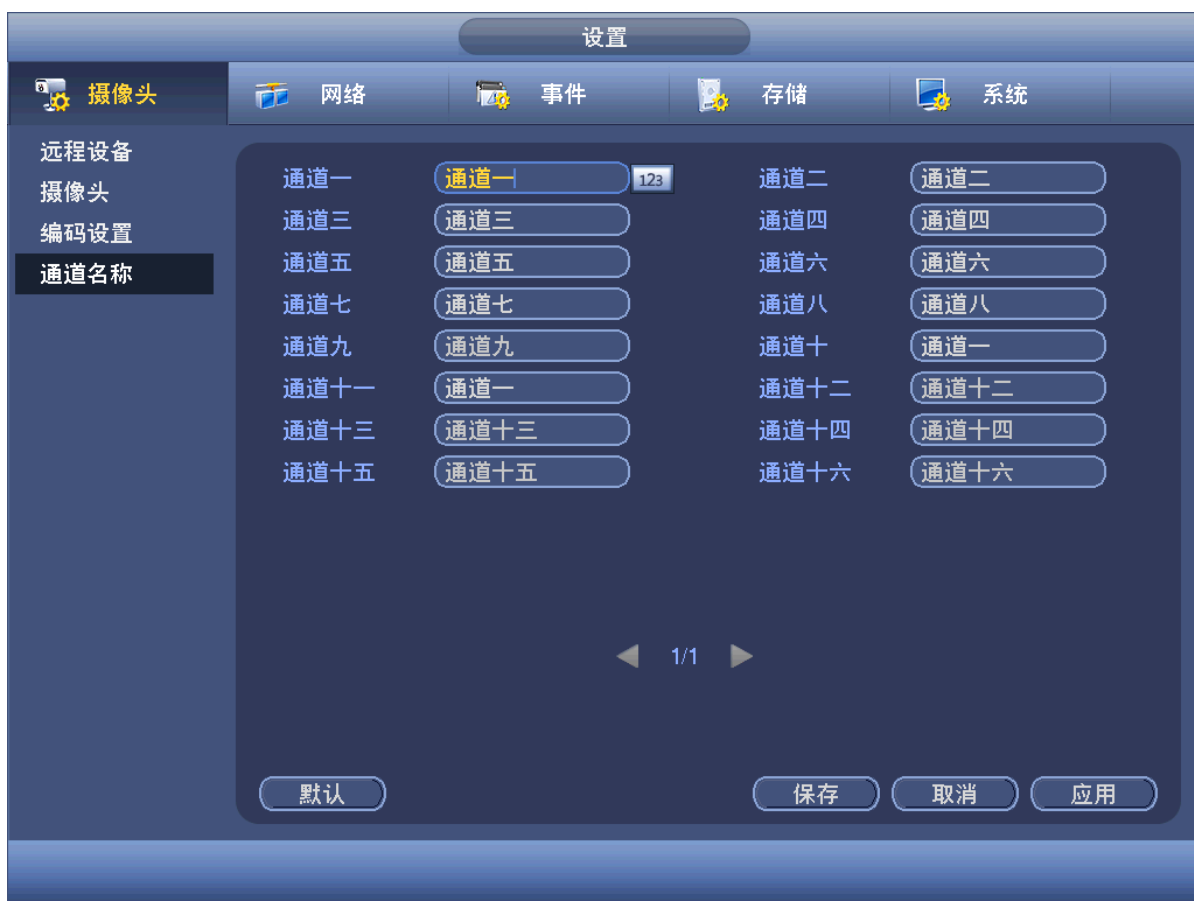 设置
摄像头 网络 事件 存储 系统
远程设备
摄像头
编码设置
通道名称
通道一 通道一 123 通道二 通道二
通道三 通道三 通道四 通道四
通道五 通道五 通道六 通道六
通道七 通道七 通道八 通道八
通道九 通道九 通道十 通道一
通道十一 通道一 通道十二 通道十二
通道十三 通道十三 通道十四 通道十四
通道十五 通道十五 通道十六 通道十六
1/1
默认 保存 取消 应用